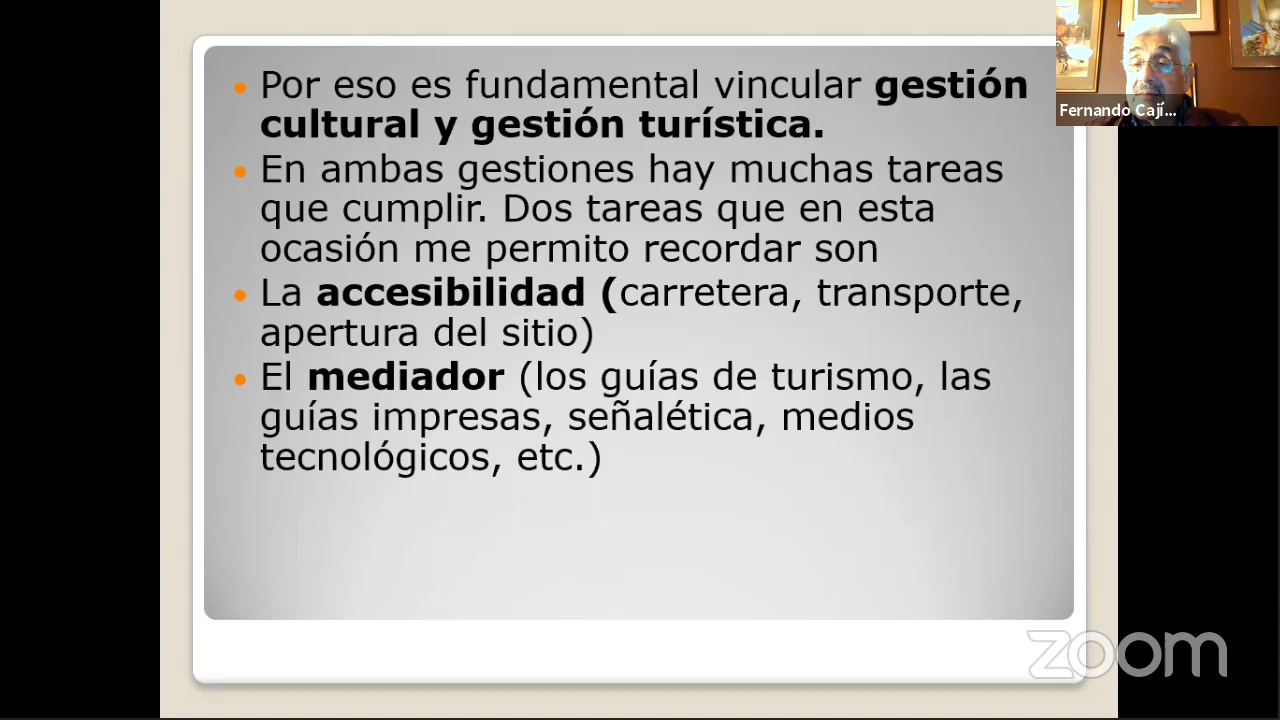 Por eso es fundamental vincular gestión
cultural y gestión turística.
En ambas gestiones hay muchas tareas
que cumplir. Dos tareas que en esta
ocasión me permito recordar son
La accesibilidad (carretera, transporte,
apertura del sitio)
El mediador (los guías de turismo, las
guías impresas, señalética, medios
tecnológicos, etc.)
Fernando Cají...
zoom